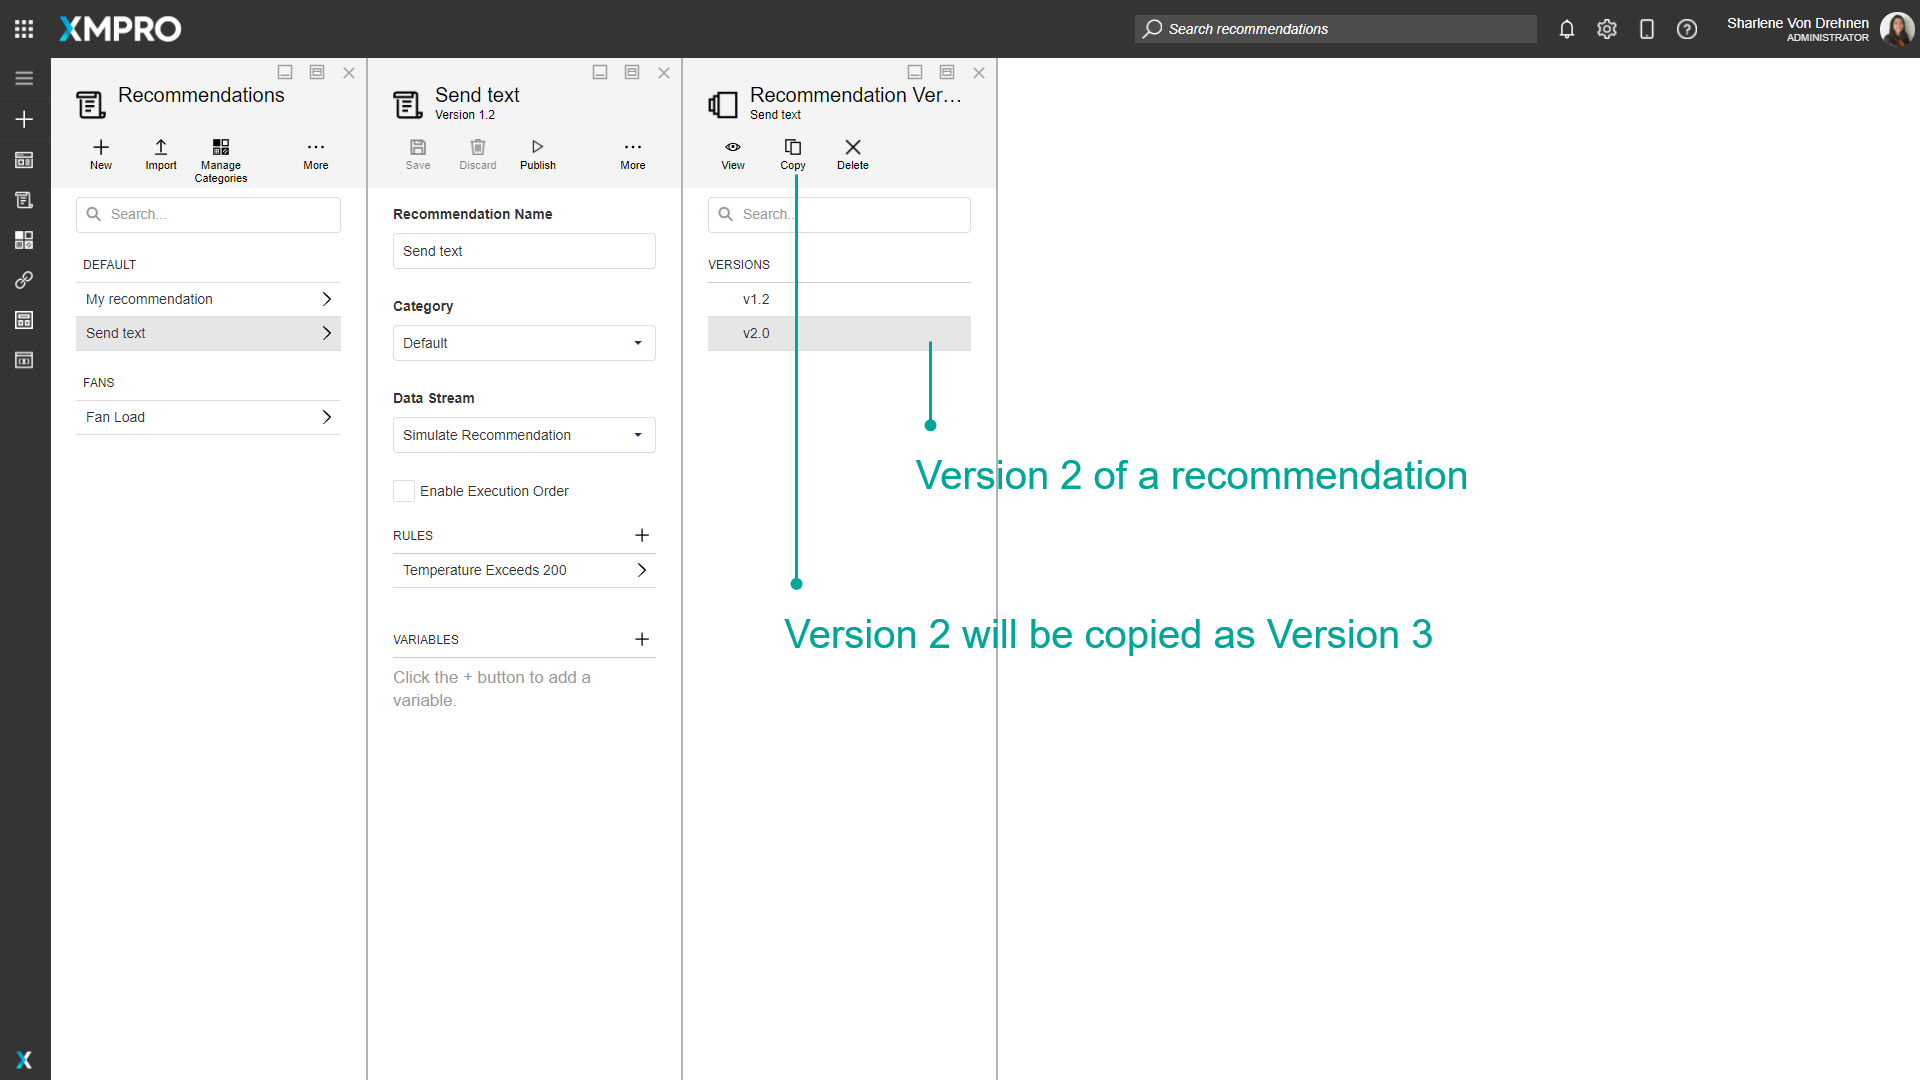 XMPRO
Search recommendations
Sharlene Von Drehnen
ADMINISTRATOR
Recommendations
New
Import
Manage
Categories
More
Search...
DEFAULT
My recommendation
Send text
FANS
Fan Load
Send text
Version 1.2
Save
Discard
Publish
More
Recommendation Name
Send text
Category
Default
Data Stream
Simulate Recommendation
Enable Execution Order
RULES
Temperature Exceeds 200
VARIABLES
Click the + button to add a
variable.
Recommendation Ver...
Send text
View
Copy
Delete
Search...
VERSIONS
v1.2
v2.0
Version 2 of a recommendation
Version 2 will be copied as Version 3